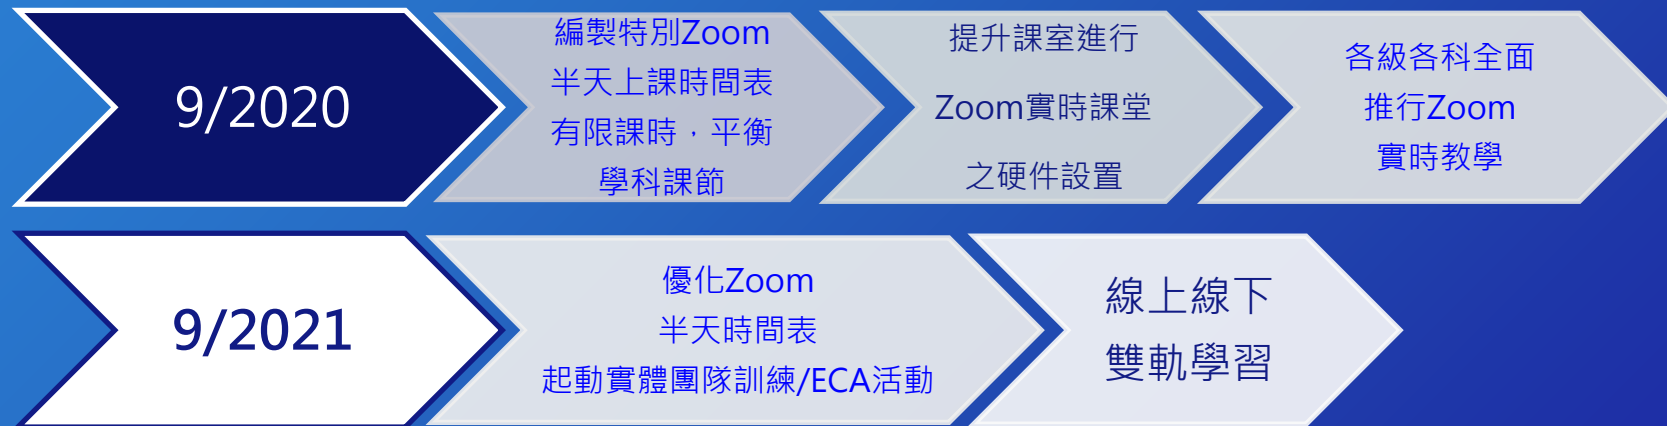 9/2020
編製特別Zoom
半天上課時間表
有限課時，平衡
學科課節
提升課室進行
Zoom實時課堂
之硬件設置
各級各科全面
推行Zoom
實時教學
9/2021
優化Zoom
半天時間表
起動實體團隊訓練/ECA活動
線上線下
雙軌學習